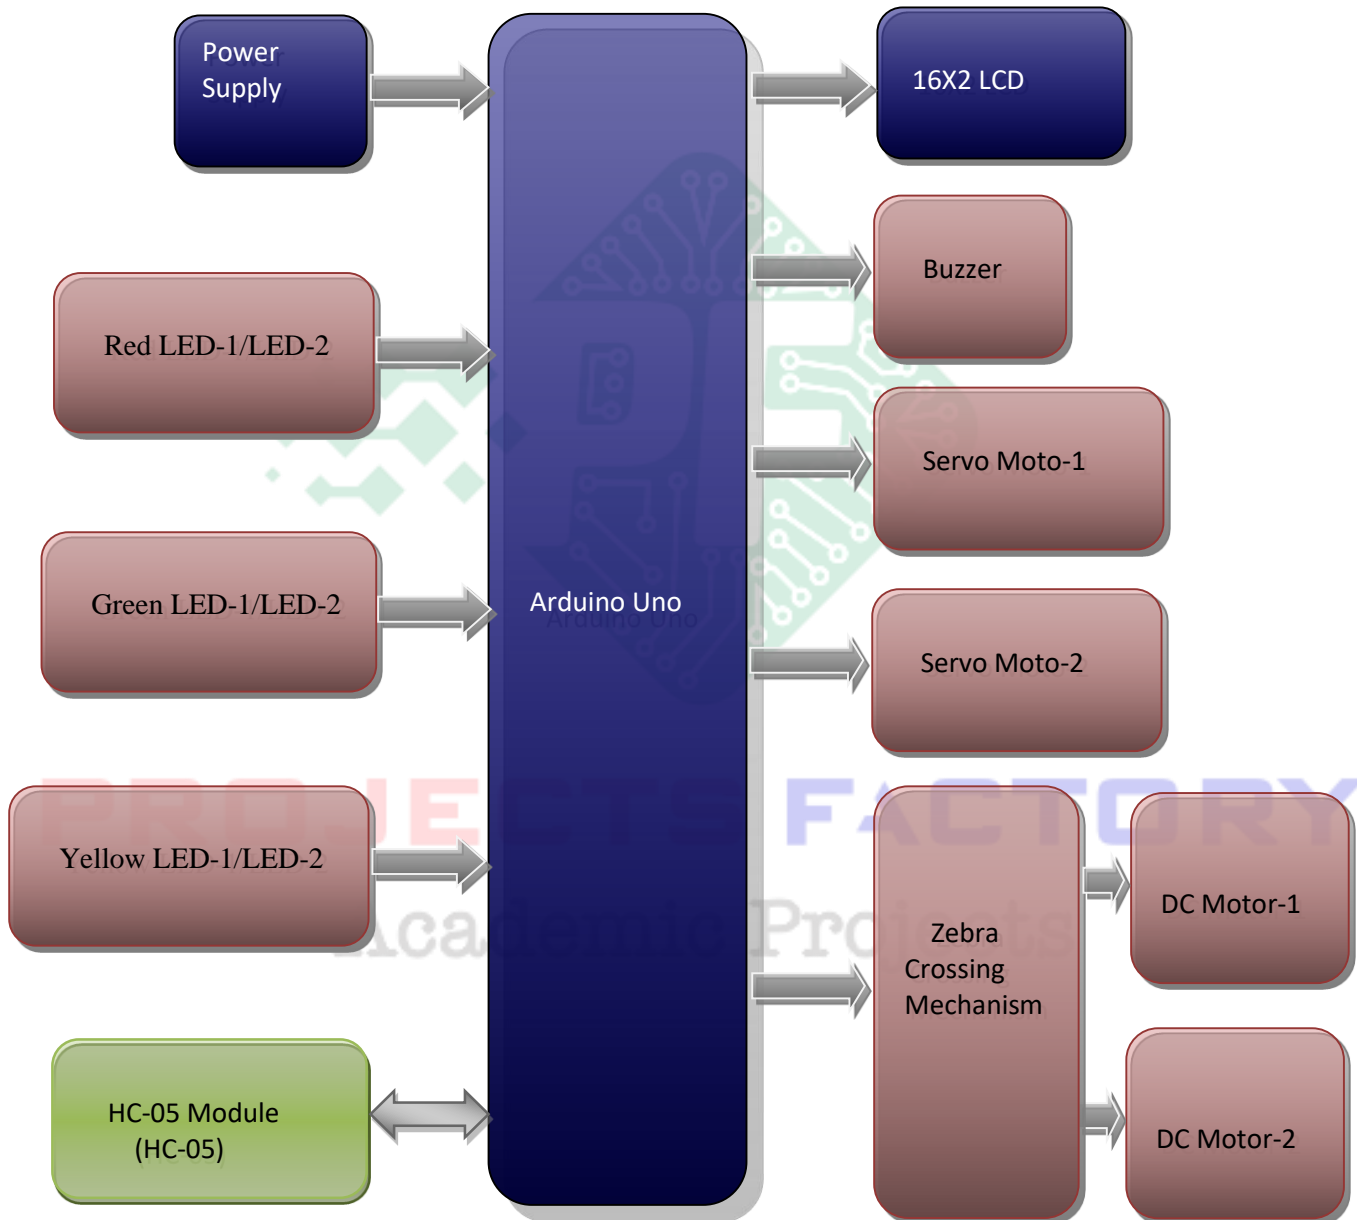 Power
Supply
16X2 LCD
Buzzer
Red LED-1/LED-2
Servo Moto-1
Green LED-1/LED-2
Arduino Uno
Servo Moto-2
PROJECTS FACTORY
Yellow LED-1/LED-2
DC Motor-1
Academic Projects
Zebra
Crossing
Mechanism
HC-05 Module
(HC-05)
DC Motor-2